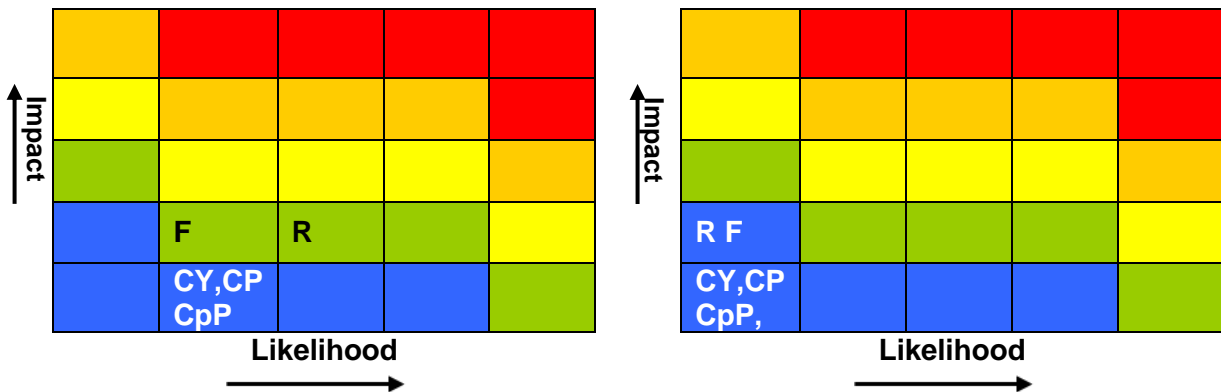 Impact
F
R
CY,CP
CpP
Likelihood
Impact
R F
CY,CP
CpP,
Likelihood